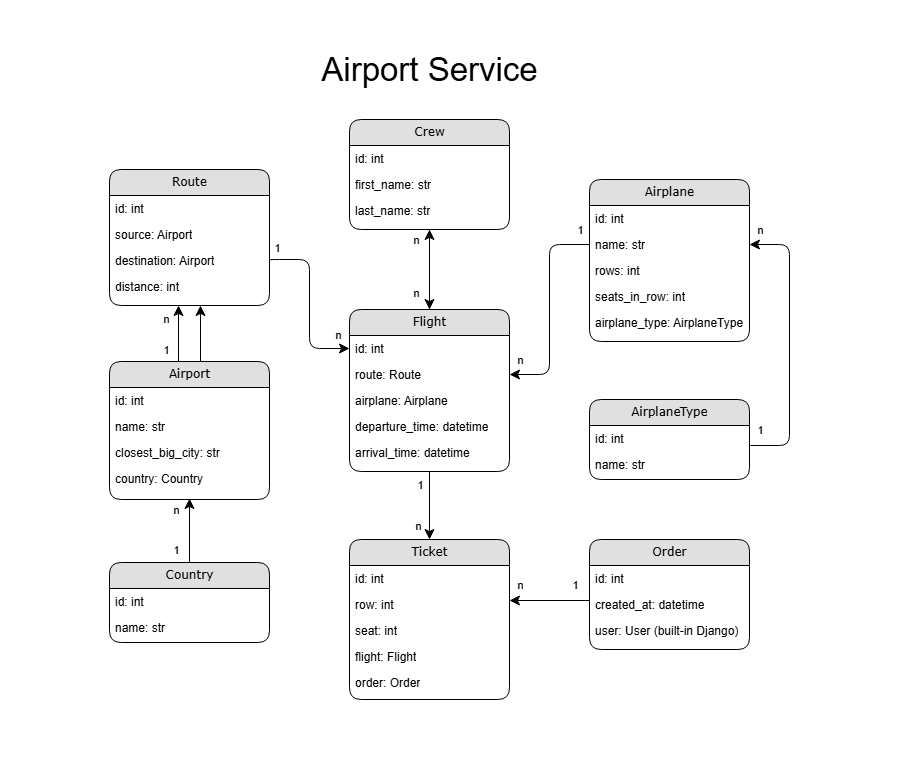 Airport Service
Crew
id: int
first_name: str
last_name: str
n
n
Route
id: int
source: Airport
destination: Airport
distance: int
1
n
n
1
Airport
id: int
name: str
closest_big_city: str
country: Country
n
1
Country
id: int
name: str
Flight
id: int
route: Route
airplane: Airplane
departure_time: datetime
arrival_time: datetime
1
n
Ticket
id: int
row: int
seat: int
flight: Flight
order: Order
Airplane
id: int
name: str
rows: int
seats_in_row: int
airplane_type: AirplaneType
1
n
n
1
AirplaneType
id: int
name: str
Order
id: int
created_at: datetime
user: User (built-in Django)
n
1